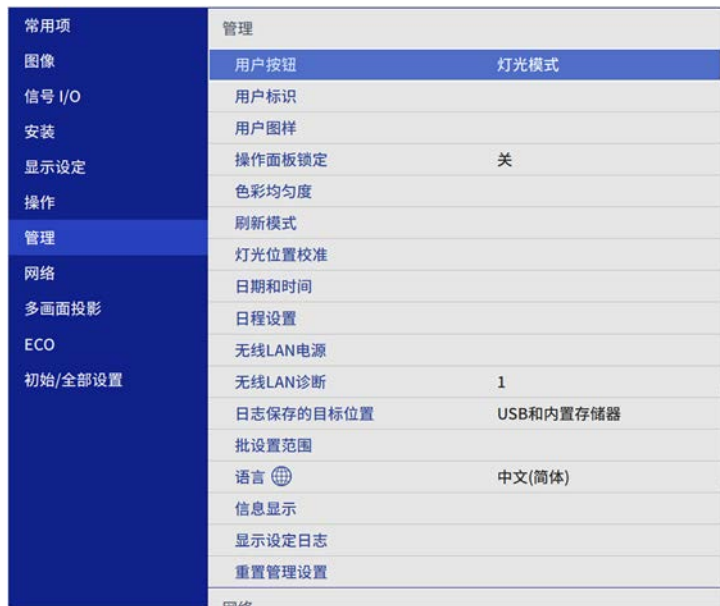 常用项
图像
信号 I/O
安装
显示设定
操作
管理
网络
多画面投影
ECO
初始/全部设置
管理
用户按钮 灯光模式
用户标识
用户图样
操作面板锁定 关
色彩均匀度
刷新模式
灯光位置校准
日期和时间
日程设置
无线LAN电源
无线LAN诊断 1
日志保存的目标位置 USB和内置存储器
批设置范围
语言 中文(简体)
信息显示
显示设定日志
重置管理设置